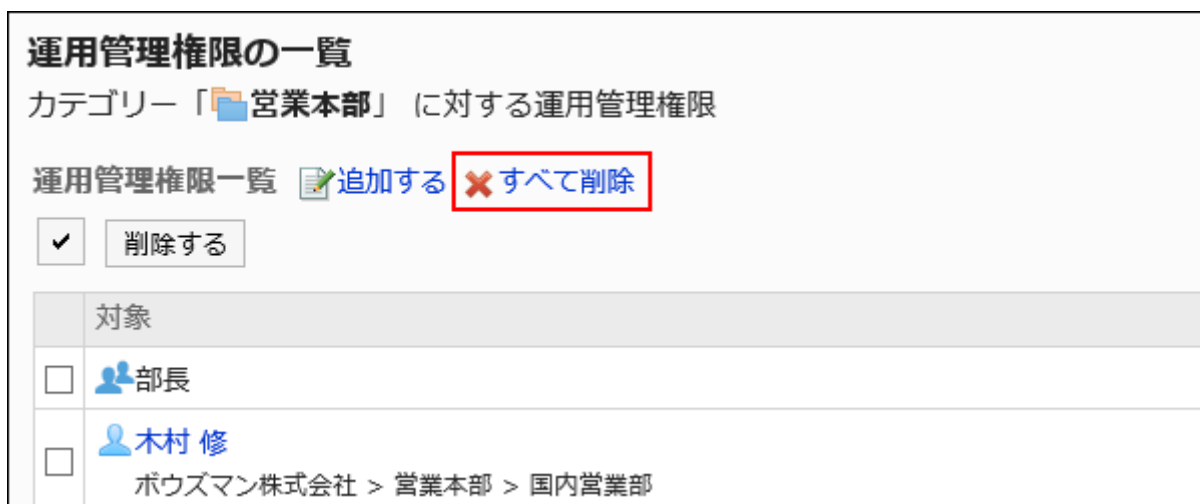 運用管理権限の一覧
カテゴリー「営業本部」 に対する運用管理権限
運用管理権限一覧 追加する すべて削除
削除する
対象
部長
木村 修
ボウズマン株式会社 > 営業本部 > 国内営業部